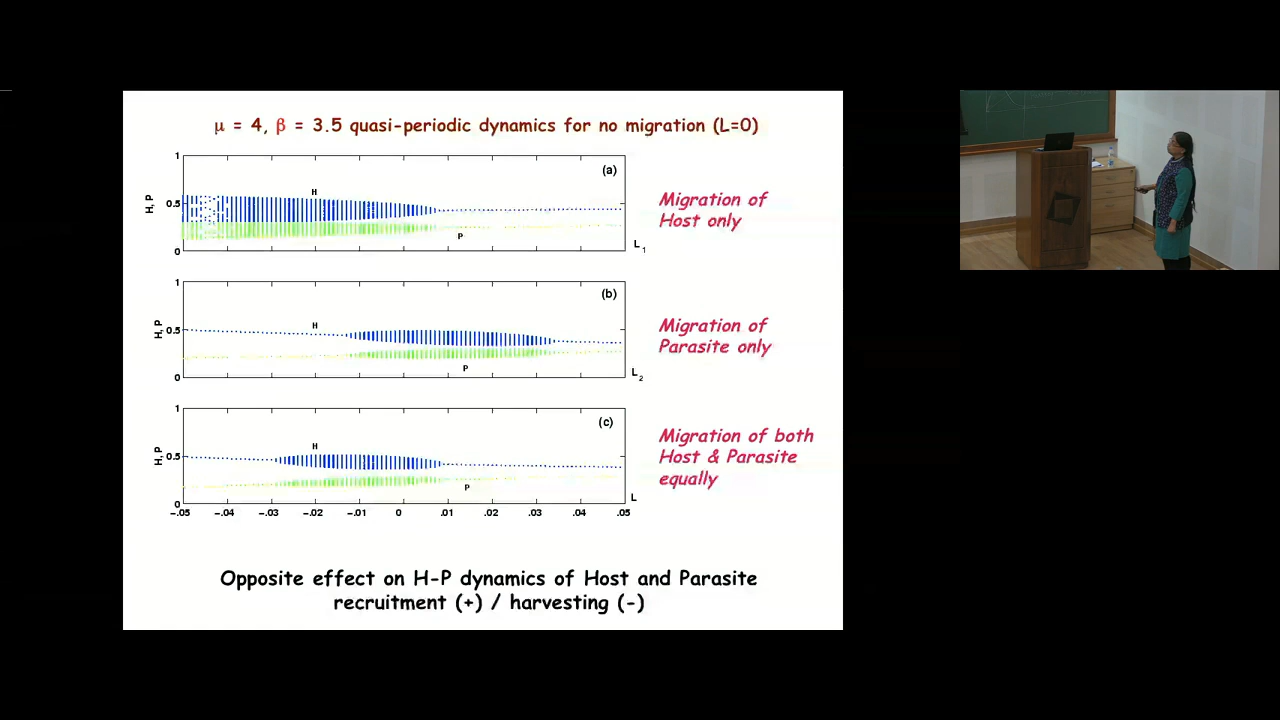 μ = 4, β = 3.5 quasi-periodic dynamics for no migration (L=0)
1
(a)
H
H, P
0.5
P
0
L1
Migration of
Host only
1
(b)
H
H, P
0.5
P
0
L2
Migration of
Parasite only
1
(c)
H
H, P
0.5
P
0
L
-.05 -.04 -.03 -.02 -.01 0 .01 .02 .03 .04 .05
Migration of both
Host & Parasite
equally
Opposite effect on H-P dynamics of Host and Parasite
recruitment (+) / harvesting (-)